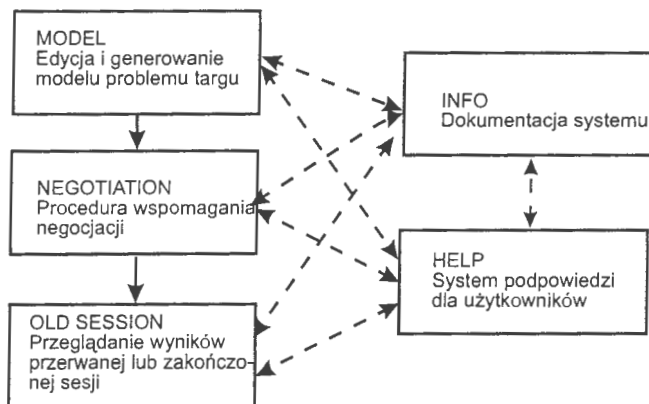 MODEL
Edycja i generowanie
modelu problemu targu
INFO
Dokumentacja systemu
NEGOTIATION
Procedura wspomagania
negocjacji
HELP
System podpowiedzi
dla użytkowników
OLD SESSION
Przeglądanie wyników
przerwanej lub zakończo-
nej sesji